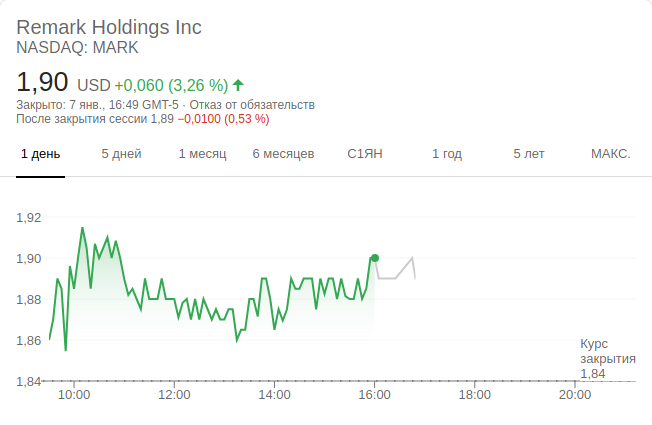 Remark Holdings Inc
NASDAQ: MARK
1,90 USD +0,060 (3,26 %)
Закрыто: 7 янв., 16:49 GMT-5 · Отказ от обязательств
После закрытия сессии 1,89 −0,0100 (0,53 %)
1 день 5 дней 1 месяц 6 месяцев С1ЯН 1 год 5 лет МАКС.
1,92
1,90
1,88
1,86
Курс
закрытия
1,84
1,84
10:00 12:00 14:00 16:00 18:00 20:00